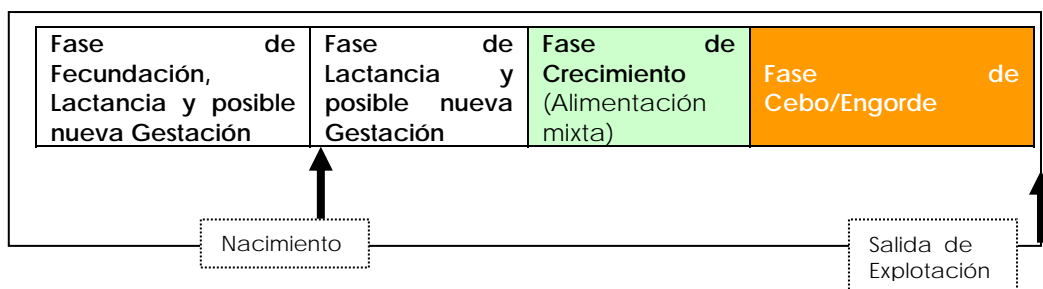 Fase de
Fecundación,
Lactancia y posible
nueva Gestación
Fase de
Lactancia y
posible nueva
Gestación
Fase de
Crecimiento
(Alimentación
mixta)
Fase de
Cebo/Engorde
Nacimiento
Salida de
Explotación